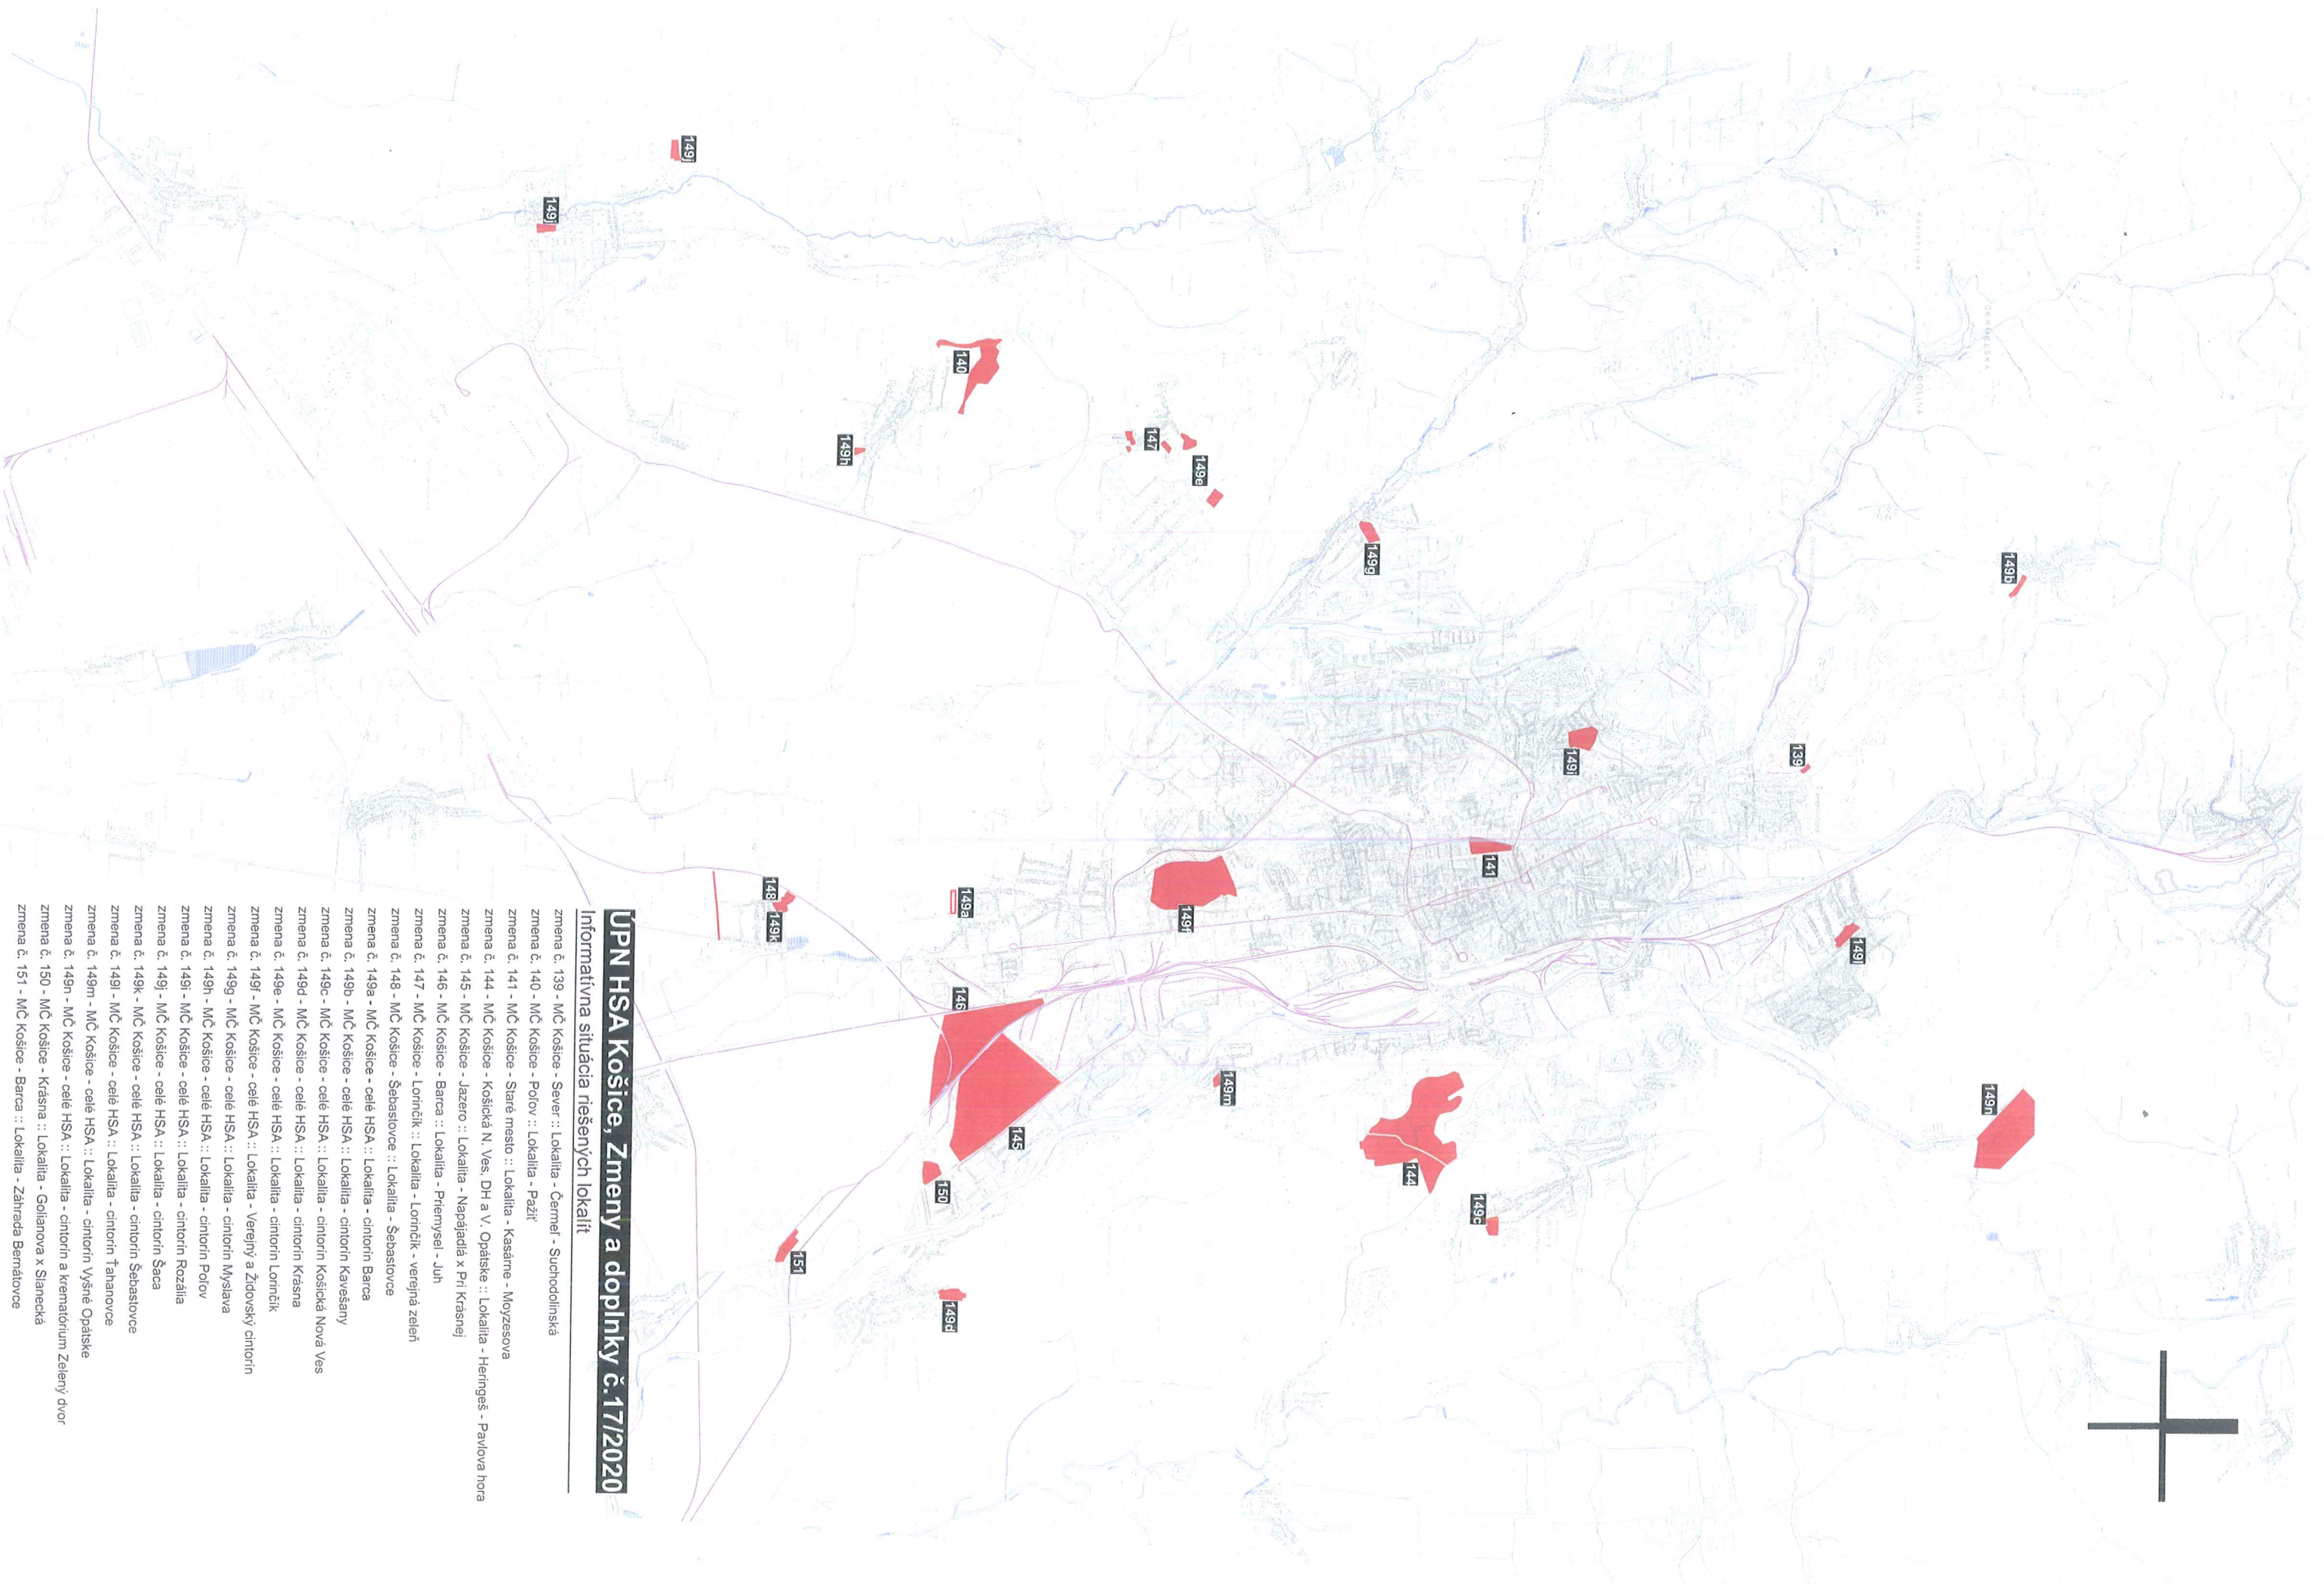 ÚPN HSA Košice, Zmeny a doplnky č.17/2020
Informatívna situácia riešených lokalít
zmena č. 139 - MČ Košice - Sever :: Lokalita - Čermeľ - Suchodolinská
zmena č. 140 - MČ Košice - Poľov :: Lokalita - Pažiť
zmena č. 141 - MČ Košice - Staré mesto :: Lokalita - Kasárne - Moyzesova
zmena č. 144 - MČ Košice - Košická N. Ves, DH a V. Opátske :: Lokalita - Heringeš - Pavlova hora
zmena č. 145 - MČ Košice - Jazero :: Lokalita - Napájadlá x Pri Krásnej
zmena č. 146 - MČ Košice - Barca :: Lokalita - Priemysel - Juh
zmena č. 147 - MČ Košice - Lorinčík :: Lokalita - Lorinčík - verejná zeleň
zmena č. 148 - MČ Košice - Šebastovce :: Lokalita - Šebastovce
zmena č. 149a - MČ Košice - celé HSA :: Lokalita - cintorín Barca
zmena č. 149b - MČ Košice - celé HSA :: Lokalita - cintorín Kavešany
zmena č. 149c - MČ Košice - celé HSA :: Lokalita - cintorín Košická Nová Ves
zmena č. 149d - MČ Košice - celé HSA :: Lokalita - cintorín Krásna
zmena č. 149e - MČ Košice - celé HSA :: Lokalita - cintorín Lorinčík
zmena č. 149f - MČ Košice - celé HSA :: Lokalita - Verejný a Židovský cintorín
zmena č. 149g - MČ Košice - celé HSA :: Lokalita - cintorín Myslava
zmena č. 149h - MČ Košice - celé HSA :: Lokalita - cintorín Poľov
zmena č. 149i - MČ Košice - celé HSA :: Lokalita - cintorín Rozália
zmena č. 149j - MČ Košice - celé HSA :: Lokalita - cintorín Šaca
zmena č. 149k - MČ Košice - celé HSA :: Lokalita - cintorín Šebastovce
zmena č. 149l - MČ Košice - celé HSA :: Lokalita - cintorín Ťahanovce
zmena č. 149m - MČ Košice - celé HSA :: Lokalita - cintorín Vyšné Opátske
zmena č. 149n - MČ Košice - celé HSA :: Lokalita - cintorín a krematórium Zelený dvor
zmena č. 150 - MČ Košice - Krásna :: Lokalita - Golianova x Slanecká
zmena č. 151 - MČ Košice - Barca :: Lokalita - Záhrada Bernátovce
149b
139
149l
149n
149i
141
149c
144
149g
149m
149f
149e
147
145
140
149a
146
150
149d
149h
151
148
149k
149j
149j